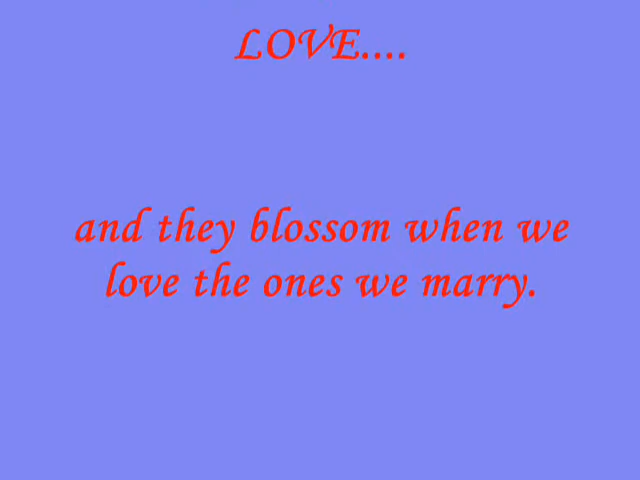 LOVE....
and they blossom when we
love the ones we marry.